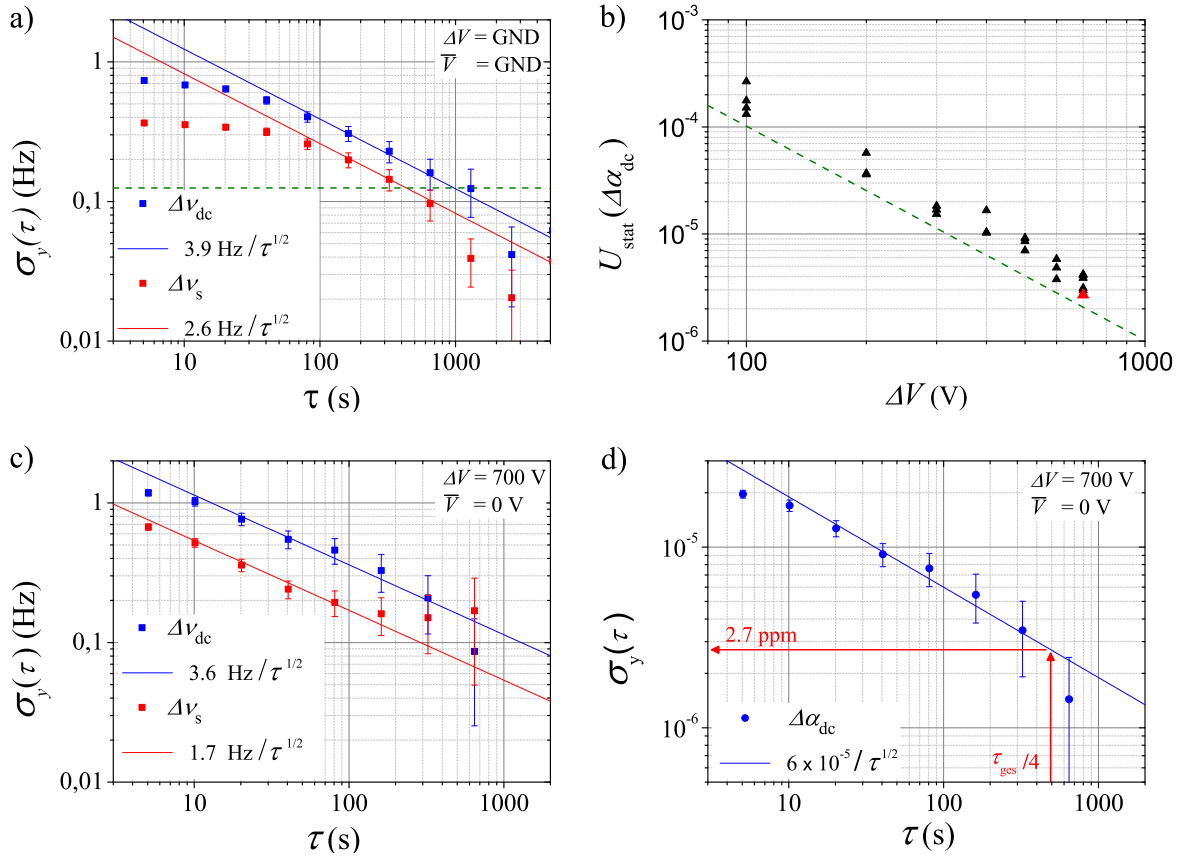 a)
ΔV = GND
V̅ = GND
σy(τ) (Hz)
1
0,1
0,01
Δνdc
3.9 Hz/τ1/2
Δνs
2.6 Hz/τ1/2
10 100 1000
τ (s)
b)
Ustat (Δαdc)
10-3
10-4
10-5
10-6
100 1000
ΔV (V)
c)
ΔV = 700 V
V̅ = 0 V
σy(τ) (Hz)
1
0,1
0,01
Δνdc
3.6 Hz/τ1/2
Δνs
1.7 Hz/τ1/2
10 100 1000
τ (s)
d)
ΔV = 700 V
V̅ = 0 V
σy(τ)
10-5
10-6
2.7 ppm
Δαdc
6 x 10-5/τ1/2
τges/4
10 100 1000
τ (s)